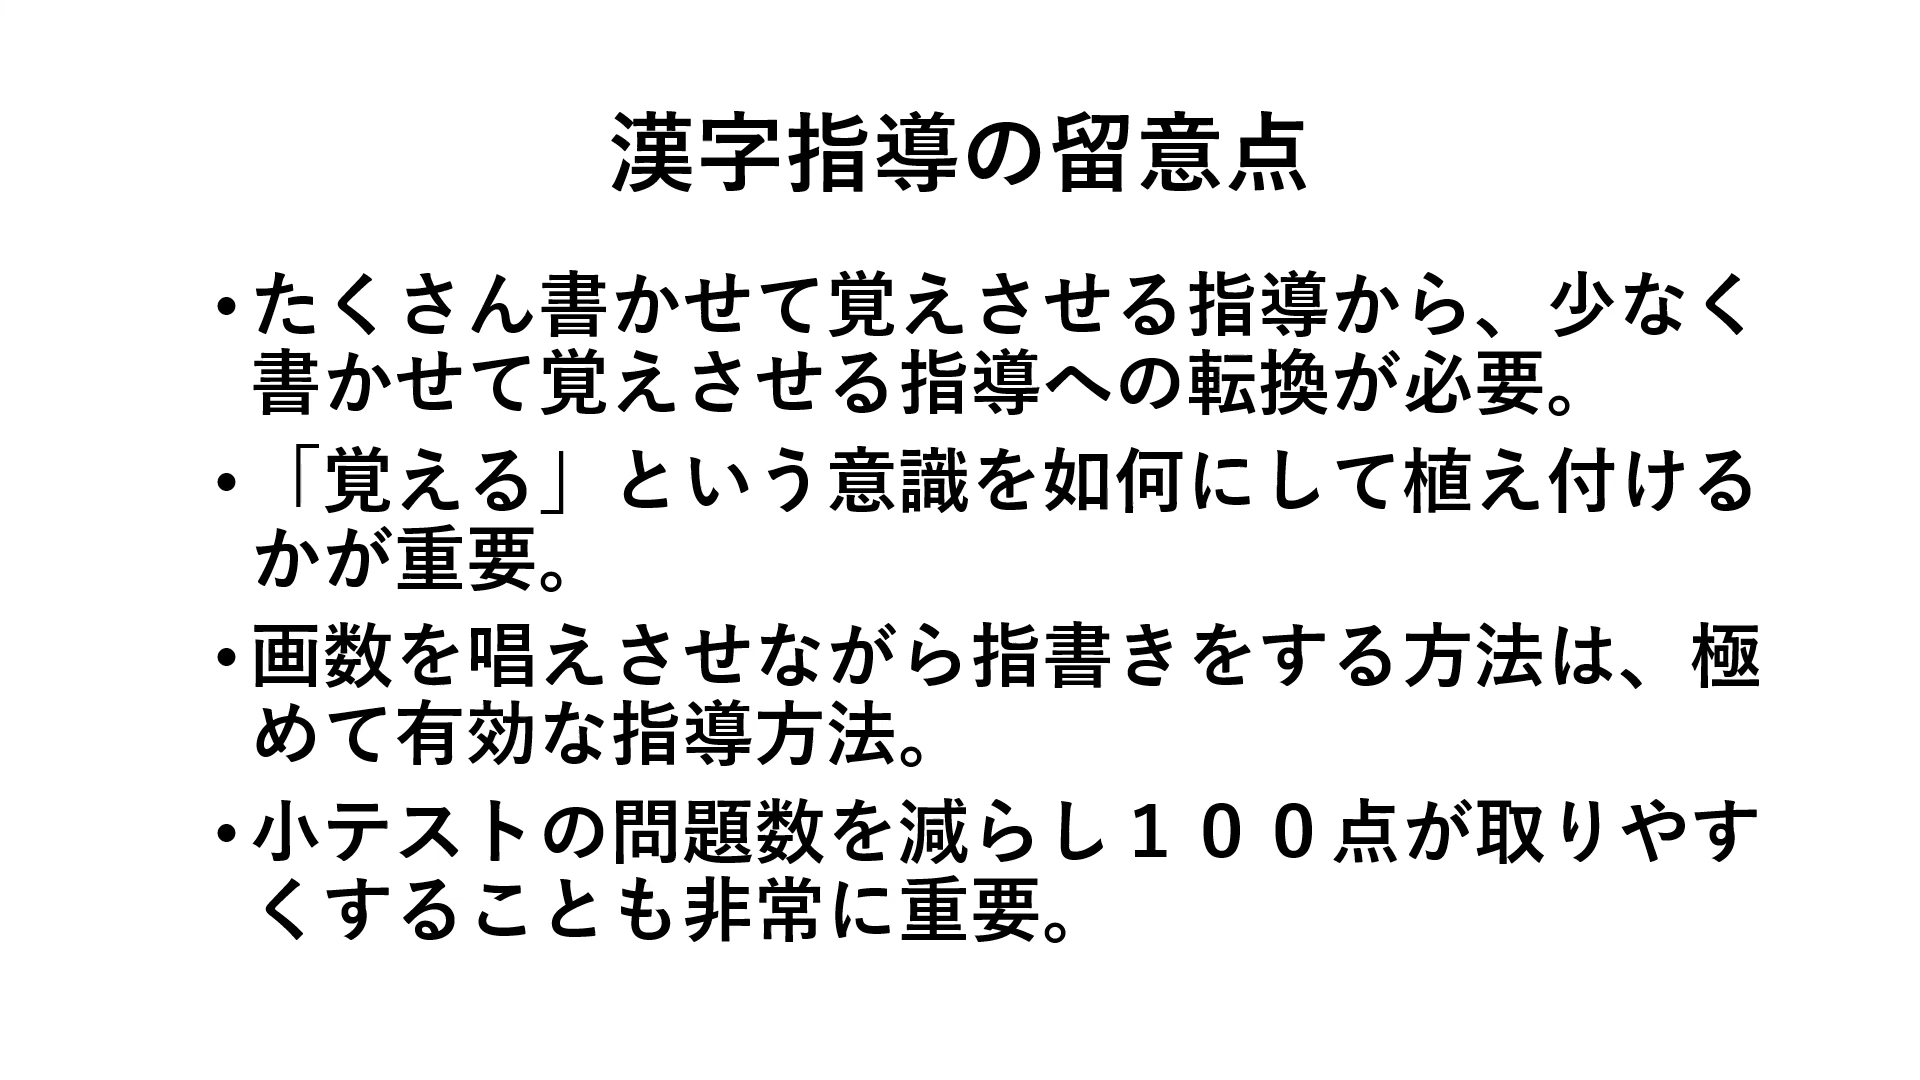 漢字指導の留意点
•たくさん書かせて覚えさせる指導から、少なく
書かせて覚えさせる指導への転換が必要。
•「覚える」という意識を如何にして植え付ける
かが重要。
•画数を唱えさせながら指書きをする方法は、極
めて有効な指導方法。
•小テストの問題数を減らし１００点が取りやす
くすることも非常に重要。